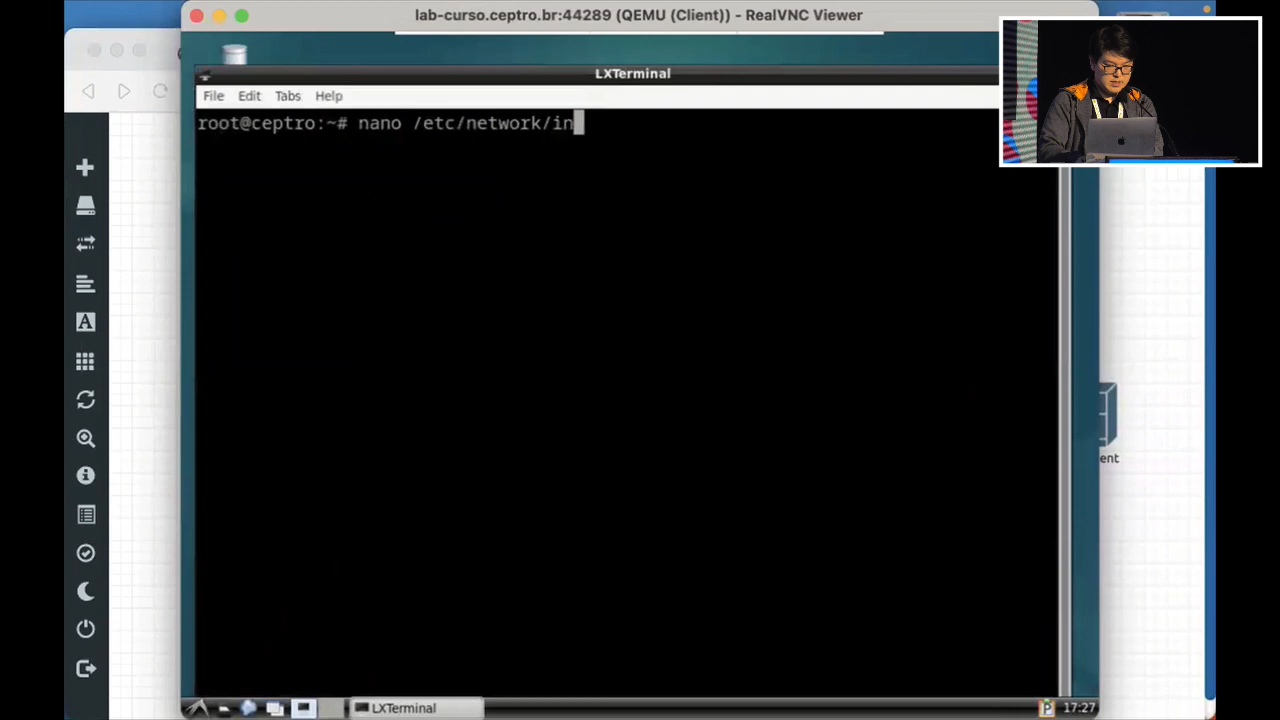 lab-curso.ceptro.br:44289 (QEMU (Client)) - RealVNC Viewer
LXTerminal
File Edit Tabs Help
root@ceptro:~# nano /etc/network/in
ent
LXTerminal
17:27